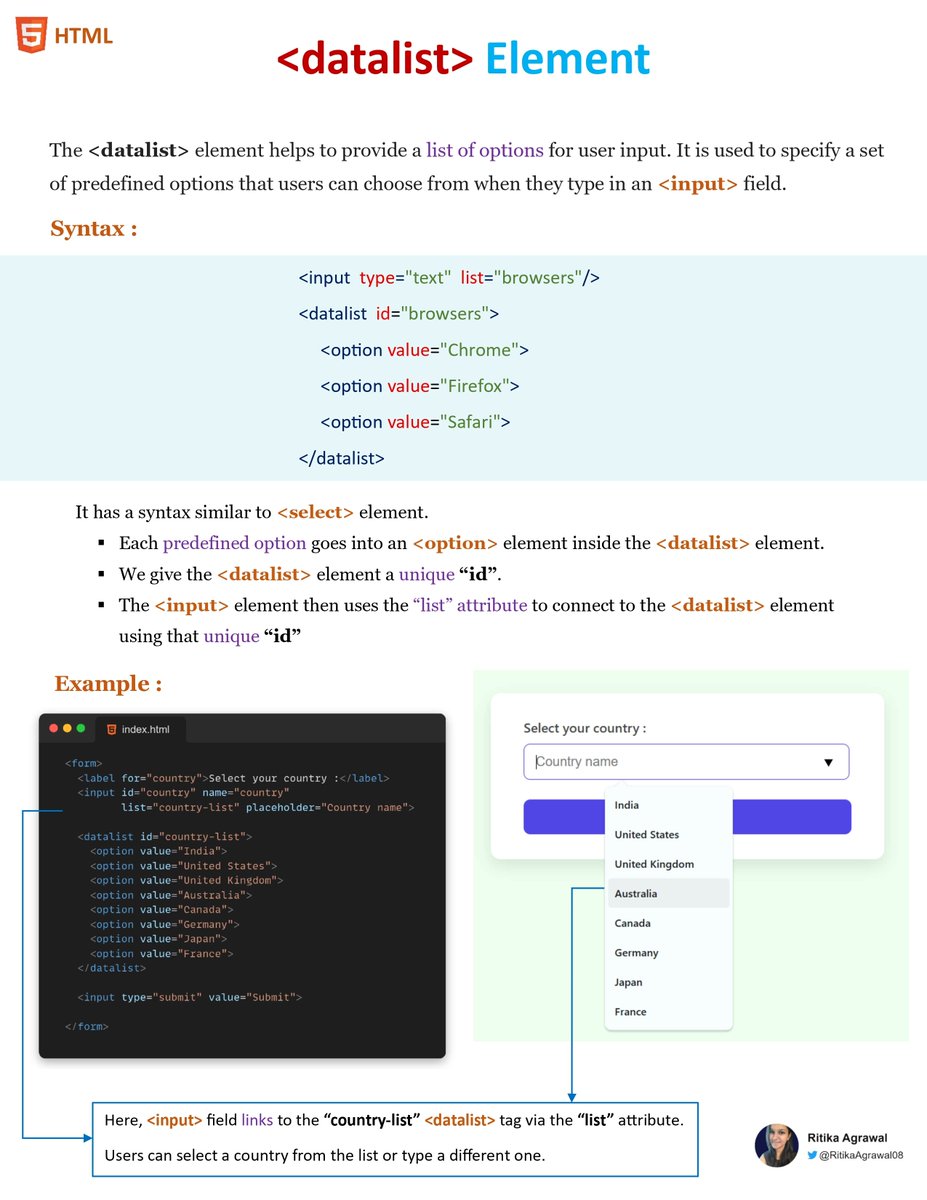 HTML
<datalist> Element
The <datalist> element helps to provide a list of options for user input. It is used to specify a set
of predefined options that users can choose from when they type in an <input> field.
Syntax :
<input type="text" list="browsers"/>
<datalist id="browsers">
<option value="Chrome">
<option value="Firefox">
<option value="Safari">
</datalist>
It has a syntax similar to <select> element.
▪ Each predefined option goes into an <option> element inside the <datalist> element.
▪ We give the <datalist> element a unique “id”.
▪ The <input> element then uses the “list” attribute to connect to the <datalist> element
using that unique “id”
Example :
index.html
<form>
<label for="country">Select your country :</label>
<input id="country" name="country"
list="country-list" placeholder="Country name">
<datalist id="country-list">
<option value="India">
<option value="United States">
<option value="United Kingdom">
<option value="Australia">
<option value="Canada">
<option value="Germany">
<option value="Japan">
<option value="France">
</datalist>
<input type="submit" value="Submit">
</form>
Select your country :
Country name
India
United States
United Kingdom
Australia
Canada
Germany
Japan
France
Here, <input> field links to the “country-list” <datalist> tag via the “list” attribute.
Users can select a country from the list or type a different one.
Ritika Agrawal
@RitikaAgrawal08